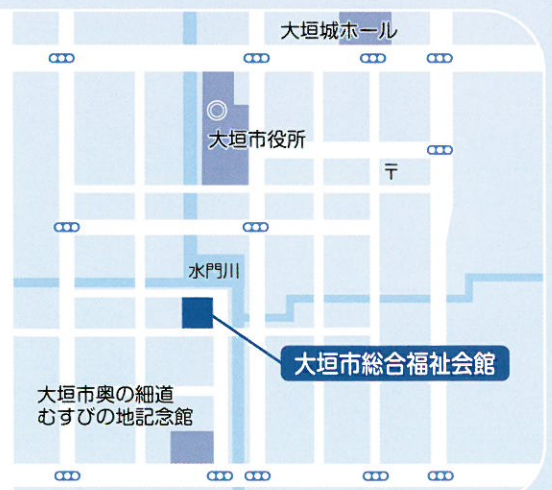 大垣城ホール
大垣市役所
〒
水門川
大垣市総合福祉会館
大垣市奥の細道
むすびの地記念館